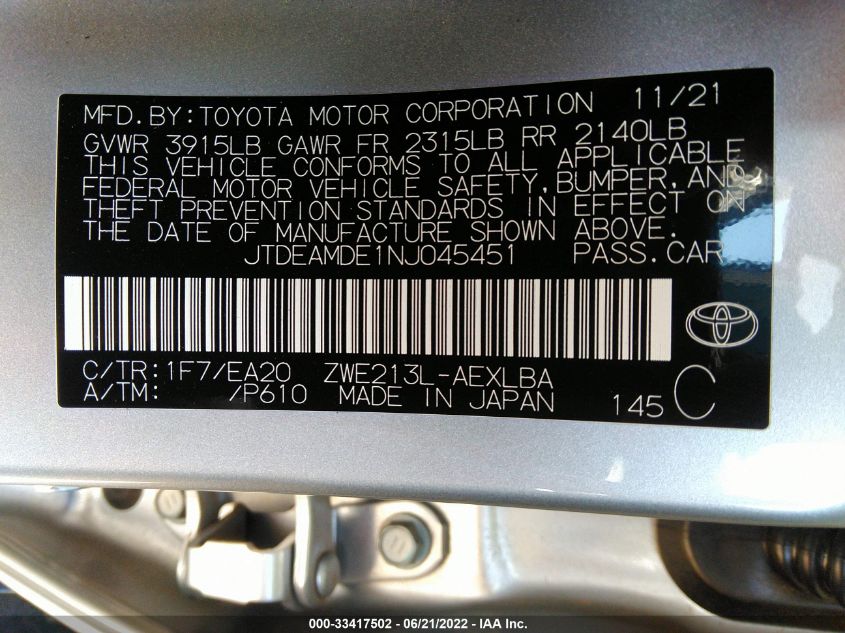 MFD. BY: TOYOTA MOTOR CORPORATION 11/21
GVWR 3915LB GAWR FR 2315LB RR 2140LB
THIS VEHICLE CONFORMS TO ALL APPLICABLE
FEDERAL MOTOR VEHICLE SAFETY, BUMPER, AND
THEFT PREVENTION STANDARDS IN EFFECT ON
THE DATE OF MANUFACTURE SHOWN ABOVE.
JTDEAMDE1NJ045451 PASS. CAR
C/TR: 1F7/EA20 ZWE213L-AEXLBA
A/TM: /P610 MADE IN JAPAN 145 C
000-33417502 - 06/21/2022 - IAA Inc.